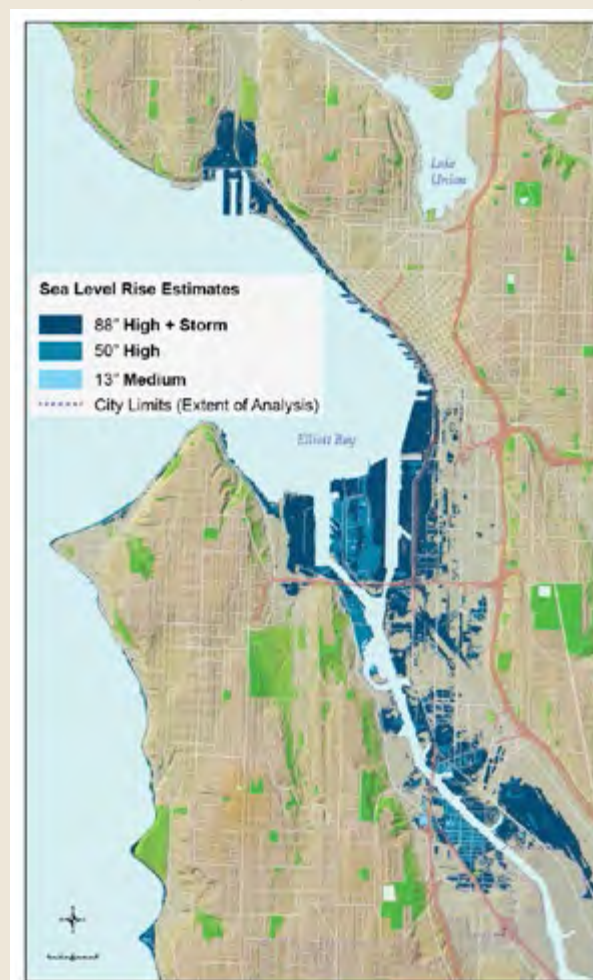 Lake
Union
Sea Level Rise Estimates
88" High + Storm
50" High
13" Medium
City Limits (Extent of Analysis)
Elliott Bay